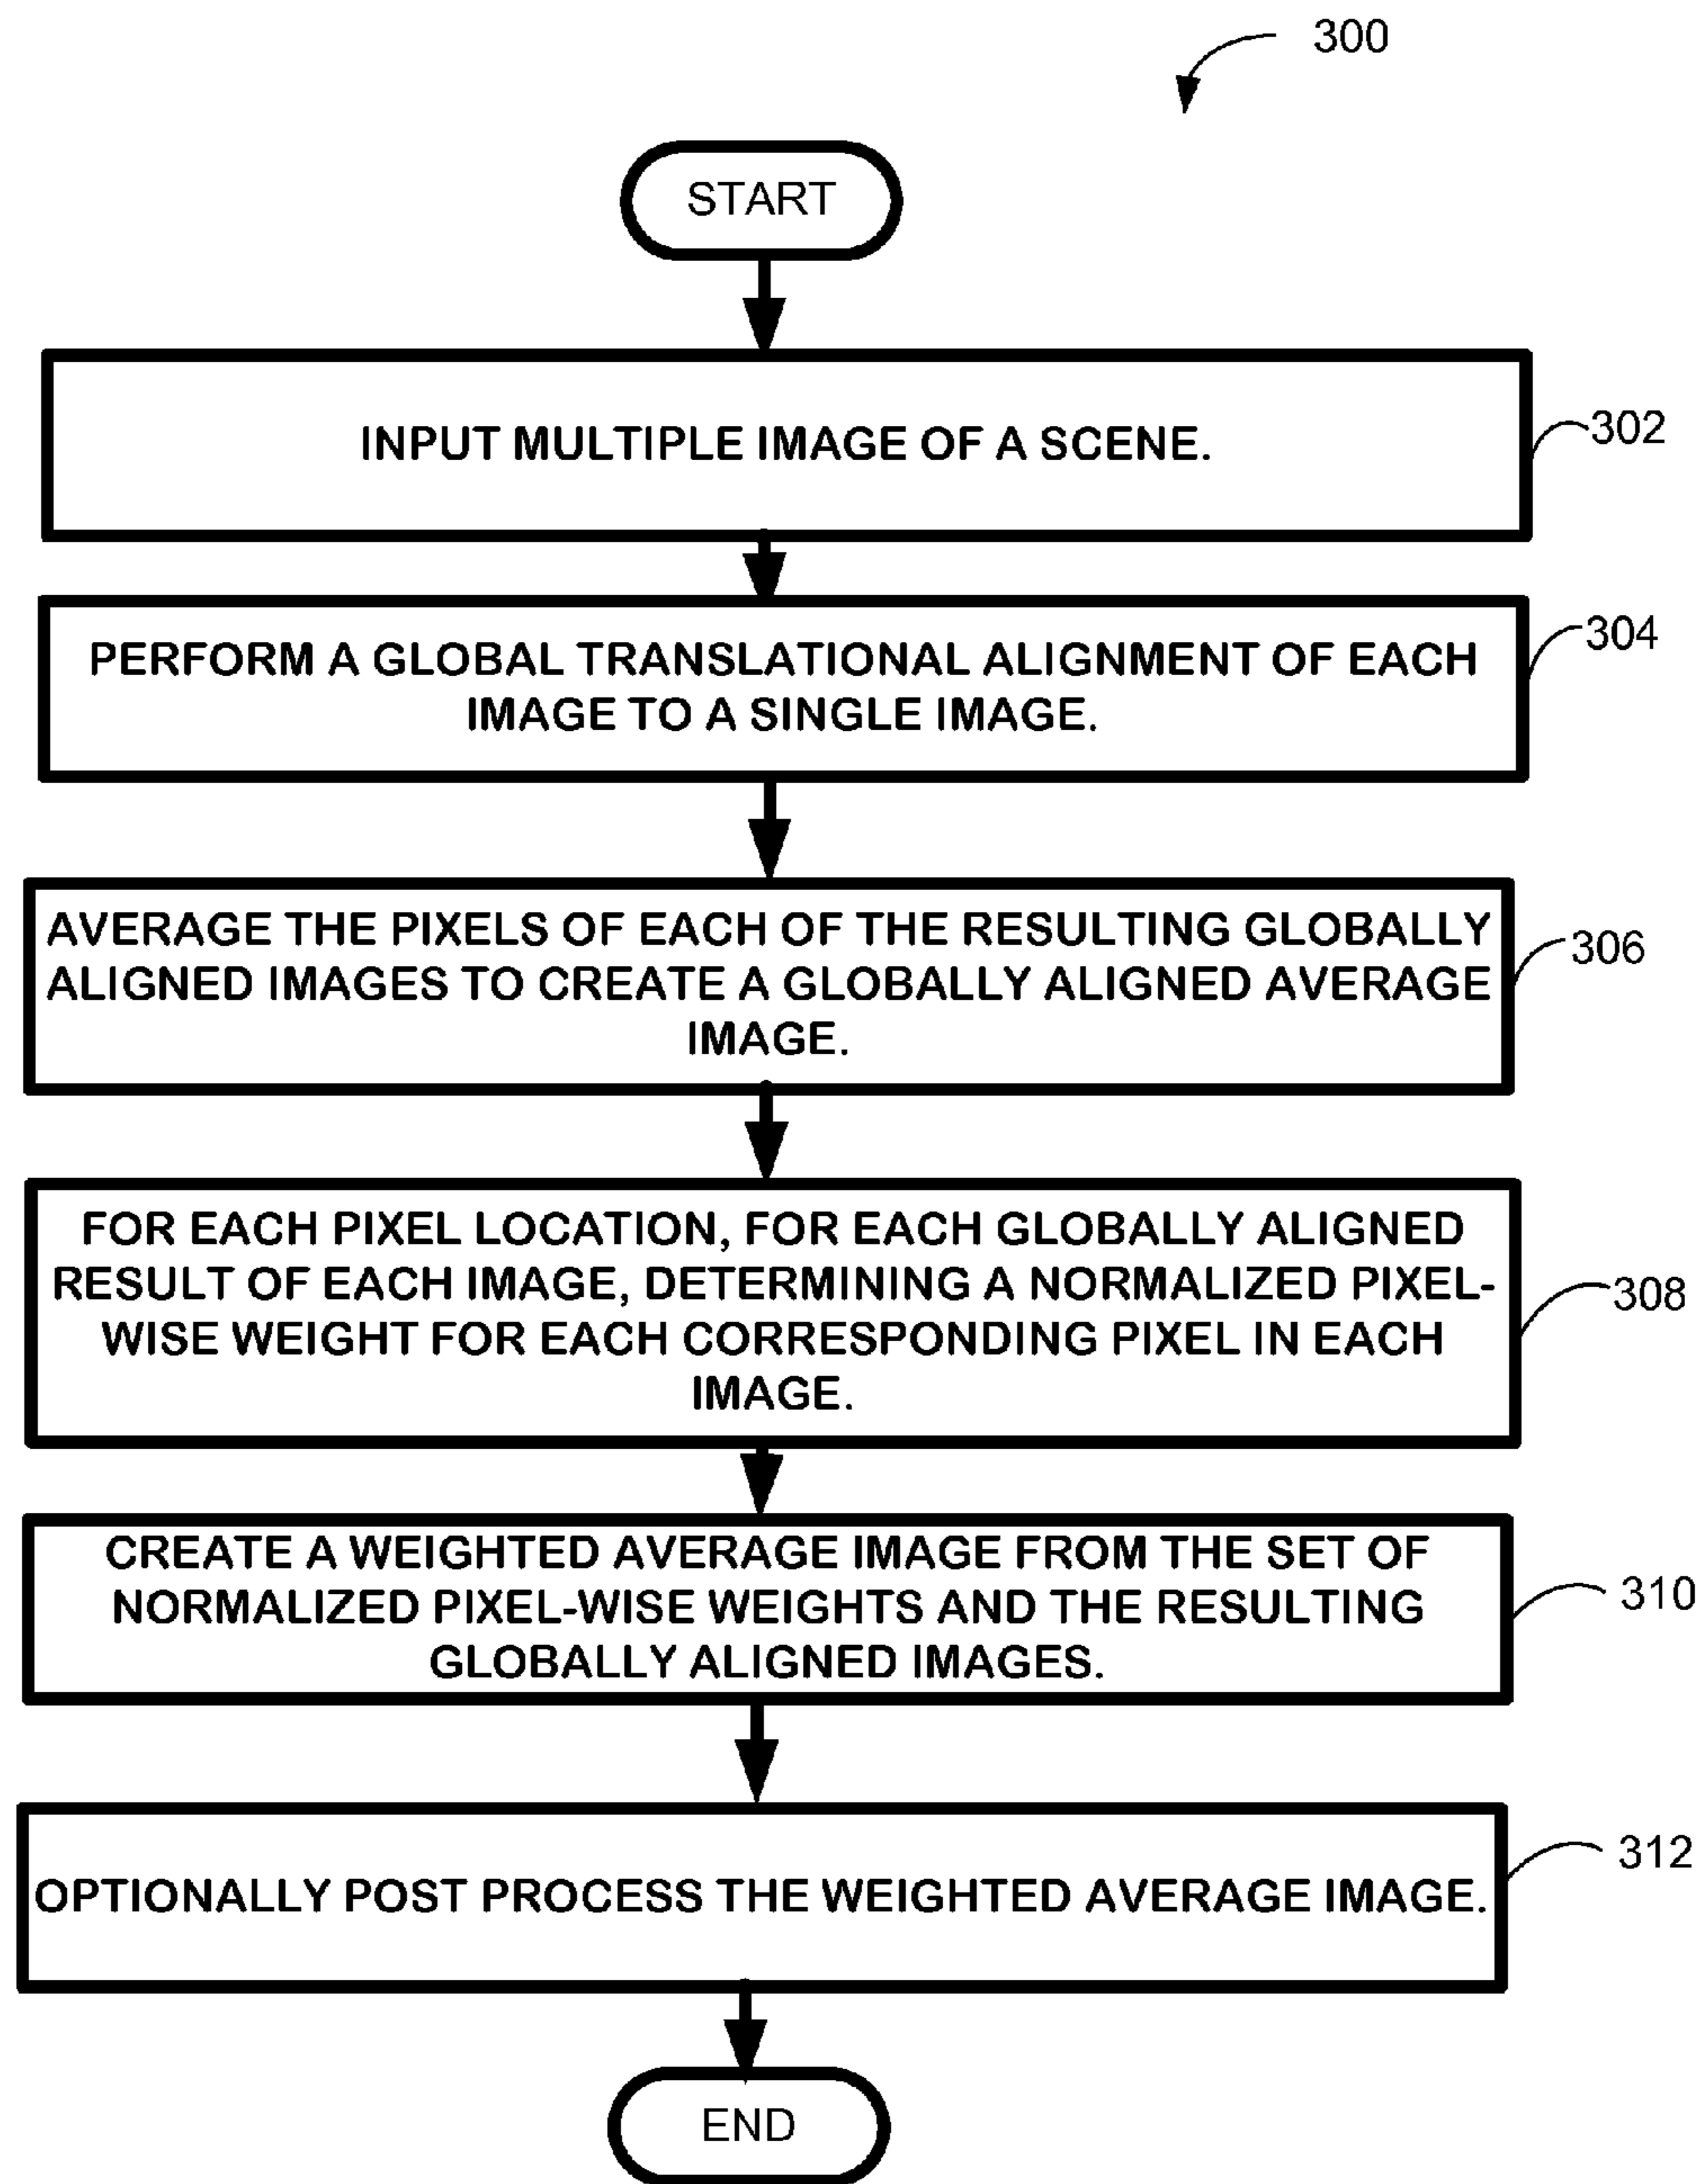 300
START
INPUT MULTIPLE IMAGE OF A SCENE.
302
PERFORM A GLOBAL TRANSLATIONAL ALIGNMENT OF EACH
IMAGE TO A SINGLE IMAGE.
304
AVERAGE THE PIXELS OF EACH OF THE RESULTING GLOBALLY
ALIGNED IMAGES TO CREATE A GLOBALLY ALIGNED AVERAGE
IMAGE.
306
FOR EACH PIXEL LOCATION, FOR EACH GLOBALLY ALIGNED
RESULT OF EACH IMAGE, DETERMINING A NORMALIZED PIXEL-
WISE WEIGHT FOR EACH CORRESPONDING PIXEL IN EACH
IMAGE.
308
CREATE A WEIGHTED AVERAGE IMAGE FROM THE SET OF
NORMALIZED PIXEL-WISE WEIGHTS AND THE RESULTING
GLOBALLY ALIGNED IMAGES.
310
OPTIONALLY POST PROCESS THE WEIGHTED AVERAGE IMAGE.
312
END